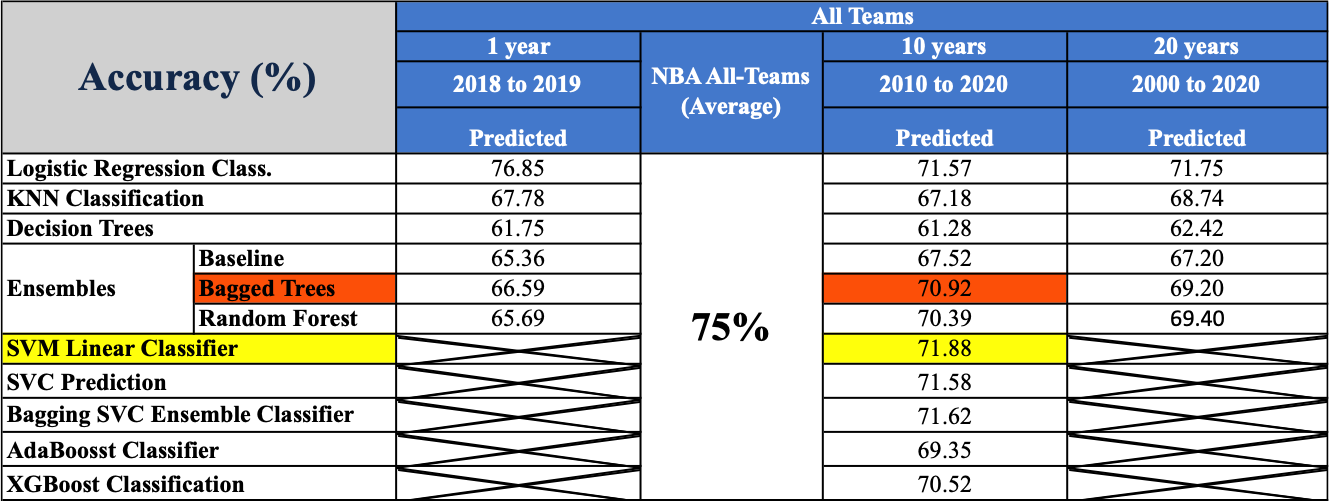 Accuracy (%)
All Teams
1 year
NBA All-Teams
(Average)
10 years
20 years
2018 to 2019
2010 to 2020
2000 to 2020
Predicted
Predicted
Predicted
Logistic Regression Class. 76.85 71.57 71.75
KNN Classification 67.78 67.18 68.74
Decision Trees 61.75 61.28 62.42
Ensembles
Baseline 65.36 67.52 67.20
Bagged Trees 66.59 70.92 69.20
Random Forest 65.69 70.39 69.40
75%
SVM Linear Classifier 71.88
SVC Prediction 71.58
Bagging SVC Ensemble Classifier 71.62
AdaBoosst Classifier 69.35
XGBoost Classification 70.52